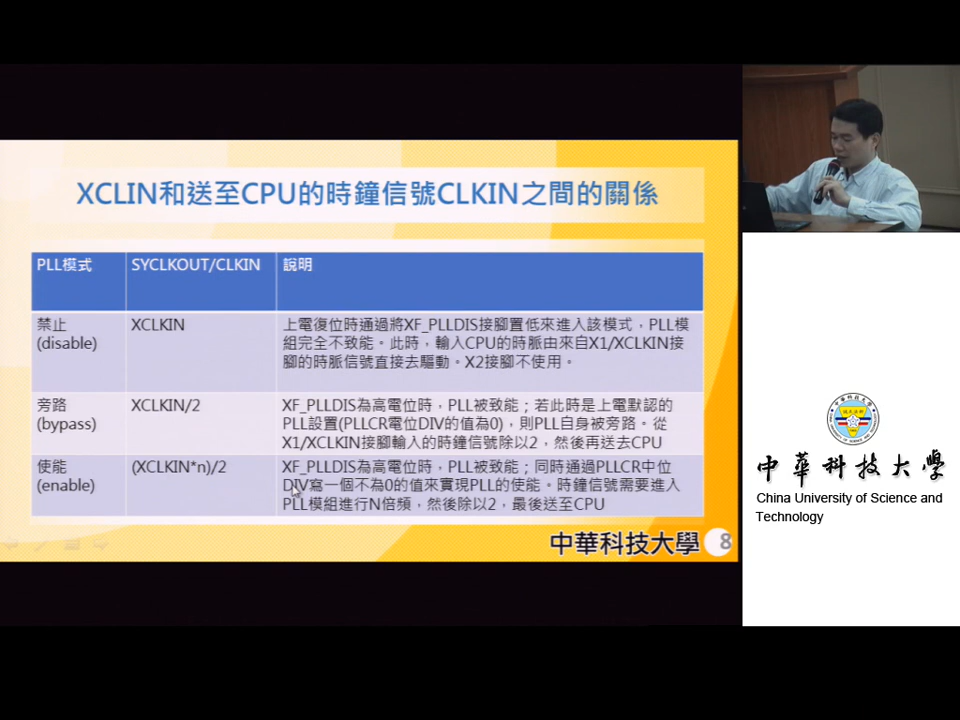 XCLIN和送至CPU的時鐘信號CLKIN之間的關係
PLL模式 SYCLKOUT/CLKIN 說明
禁止
(disable)
XCLKIN
上電復位時通過將XF_PLLDIS接腳置低來進入該模式，PLL模
組完全不致能。此時，輸入CPU的時脈由來自X1/XCLKIN接
腳的時脈信號直接去驅動。X2接腳不使用。
旁路
(bypass)
XCLKIN/2
XF_PLLDIS為高電位時，PLL被致能；若此時是上電默認的
PLL設置(PLLCR電位DIV的值為0)，則PLL自身被旁路。從
X1/XCLKIN接腳輸入的時鐘信號除以2，然後再送去CPU
使能
(enable)
(XCLKIN*n)/2
XF_PLLDIS為高電位時，PLL被致能；同時通過PLLCR中位
DIV寫一個不為0的值來實現PLL的使能。時鐘信號需要進入
PLL模組進行N倍頻，然後除以2，最後送至CPU
中華科技大學 8
中華科技大學
China University of Science and
Technology